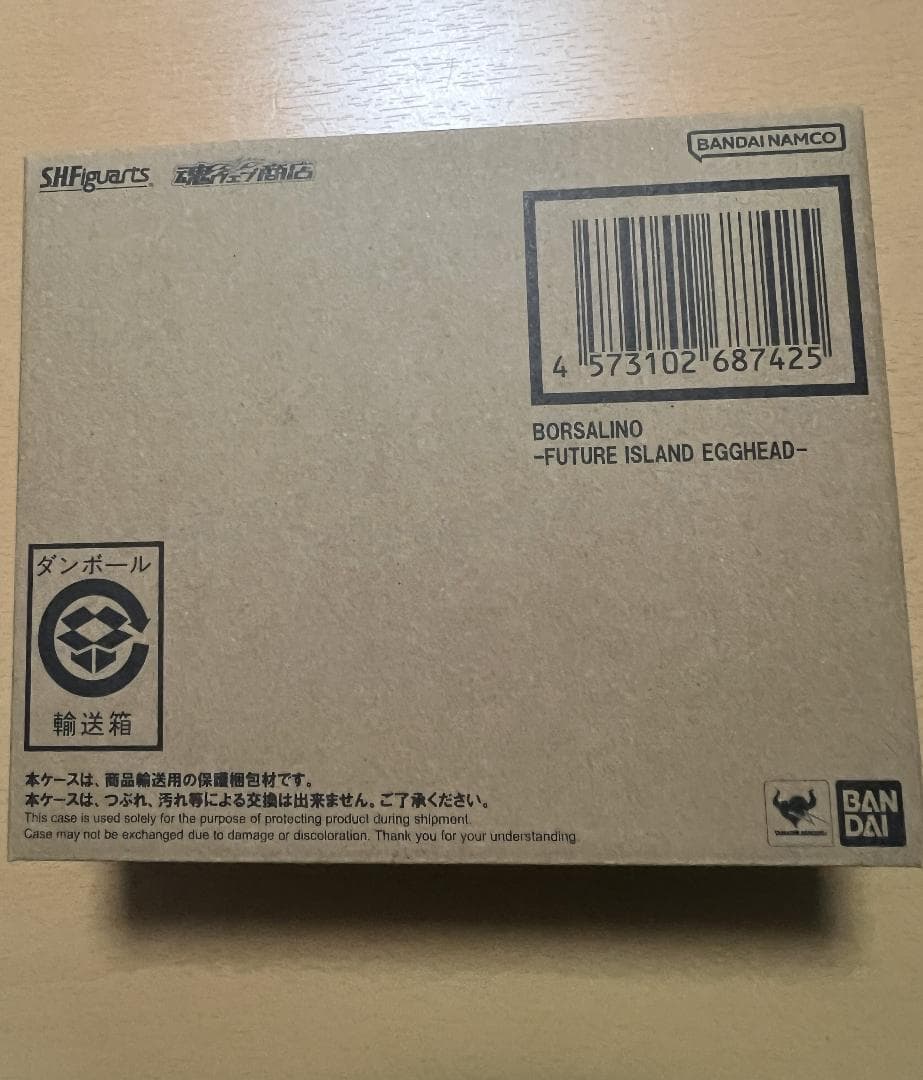 S.H.Figuarts 魂ウェブ商店
BANDAI NAMCO
4 573102 687425
BORSALINO
-FUTURE ISLAND EGGHEAD-
ダンボール
輸送箱
本ケースは、商品輸送用の保護梱包材です。
本ケースは、つぶれ、汚れ等による交換は出来ません。ご了承ください。
This case is used solely for the purpose of protecting product during shipment.
Case may not be exchanged due to damage or discoloration. Thank you for your understanding
BAN
DAI